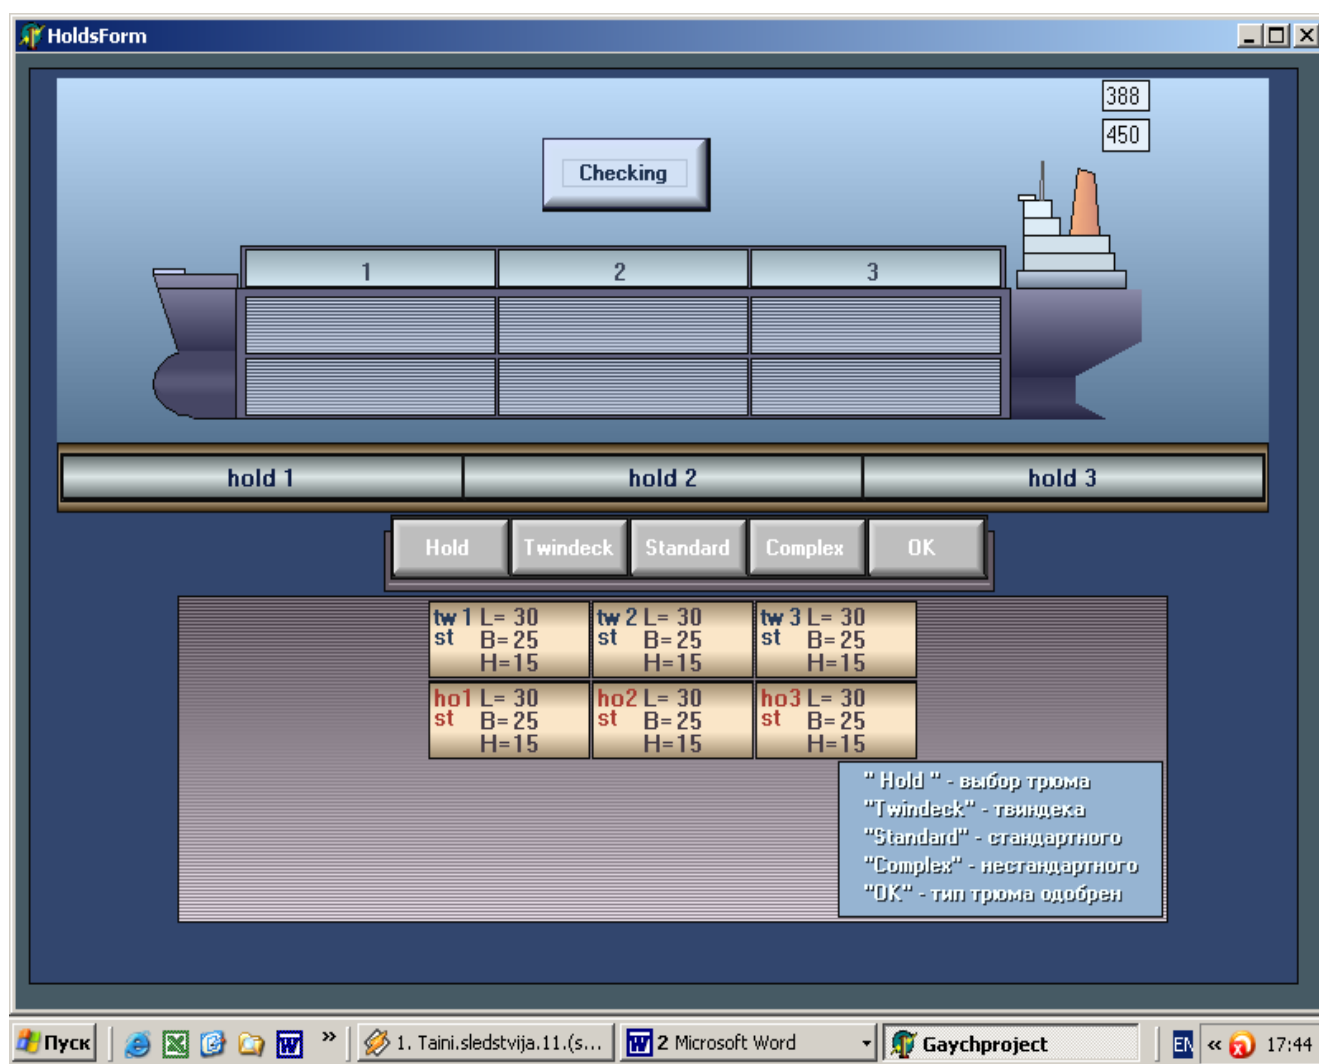 HoldsForm
388
450
Checking
1 2 3
hold 1 hold 2 hold 3
Hold Twindeck Standard Complex OK
tw 1 L= 30 tw 2 L= 30 tw 3 L= 30
st B=25 st B=25 st B=25
H=15 H=15 H=15
ho1 L= 30 ho2 L= 30 ho3 L= 30
st B=25 st B=25 st B=25
H=15 H=15 H=15
" Hold " - выбор трюма
"Twindeck" - твиндека
"Standard" - стандартного
"Complex" - нестандартного
"OK" - тип трюма одобрен
Пуск » 1. Taini.sledstvija.11.(s... 2 Microsoft Word Gaychproject EN « 17:44